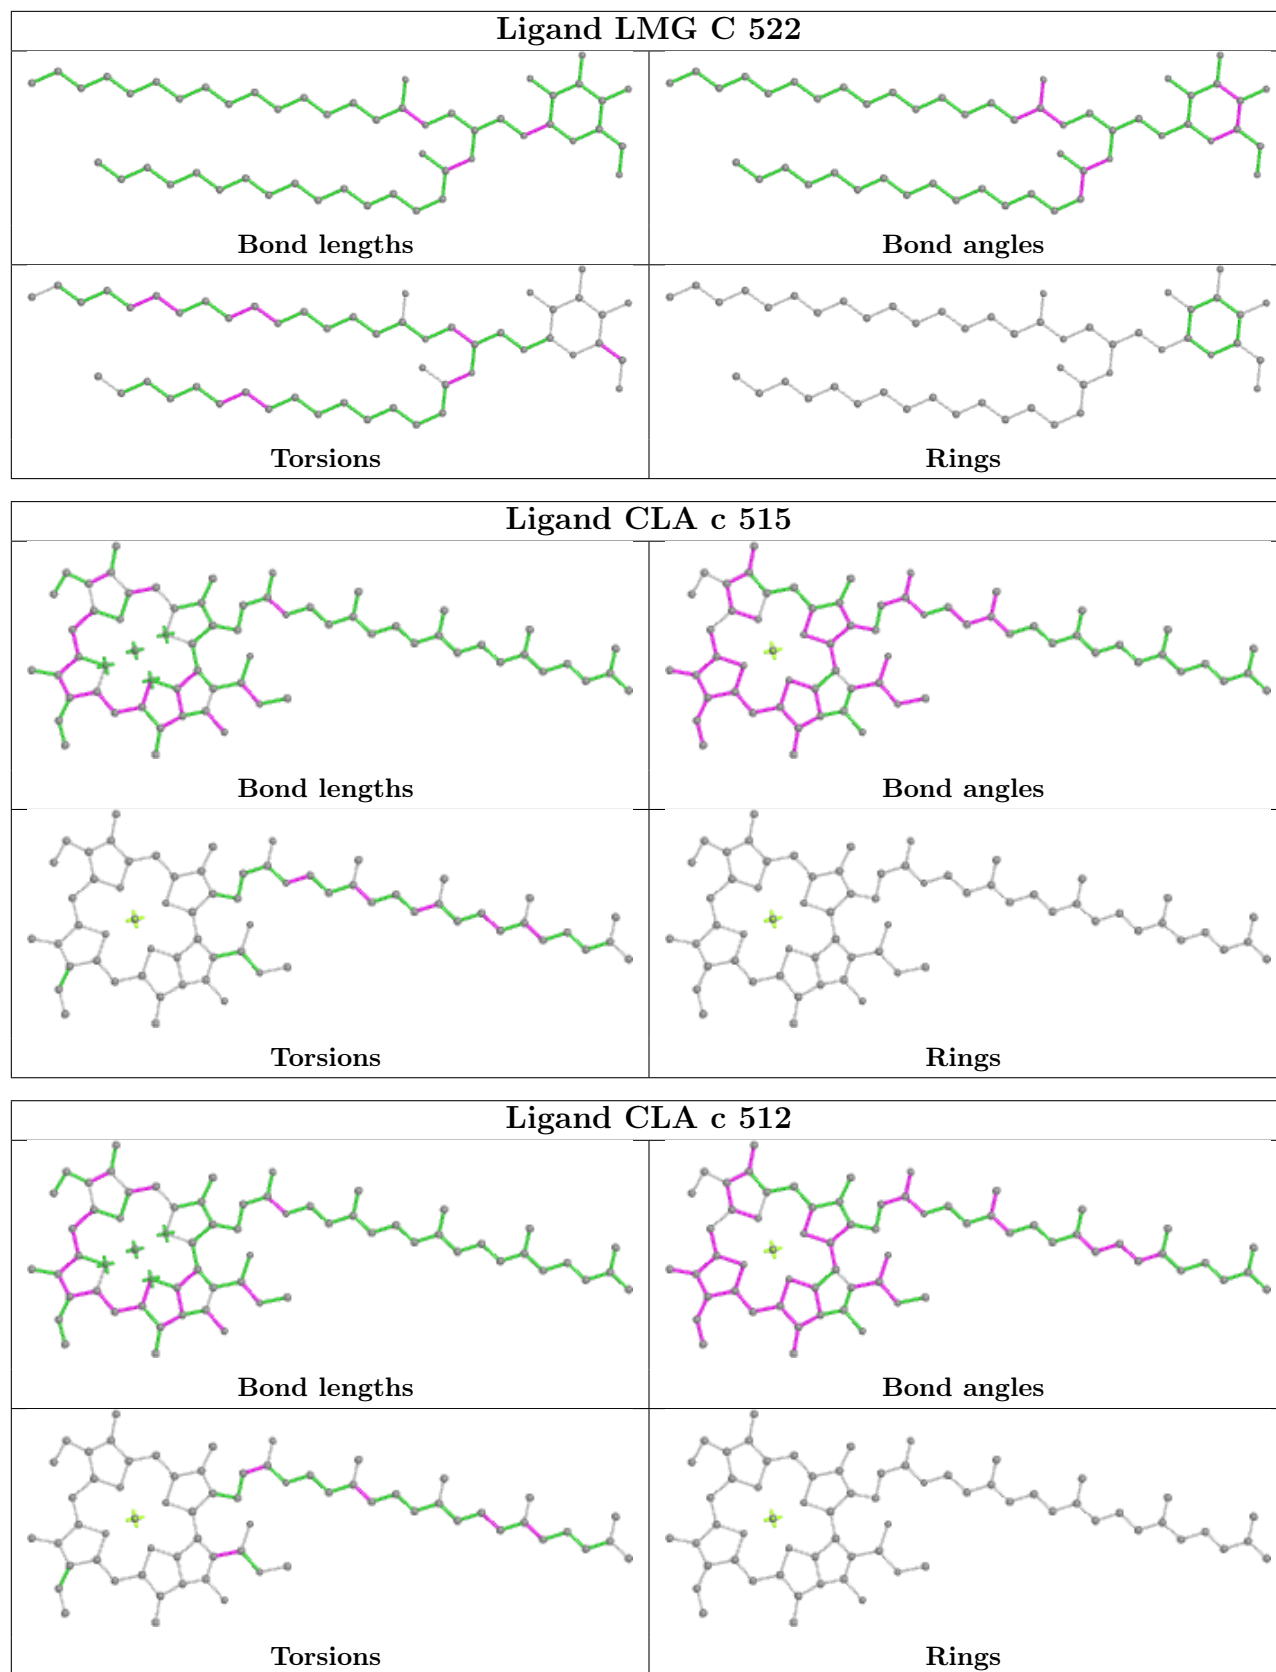 Ligand LMG C 522
Bond lengths
Bond angles
Torsions
Rings
Ligand CLA c 515
Bond lengths
Bond angles
Torsions
Rings
Ligand CLA c 512
Bond lengths
Bond angles
Torsions
Rings